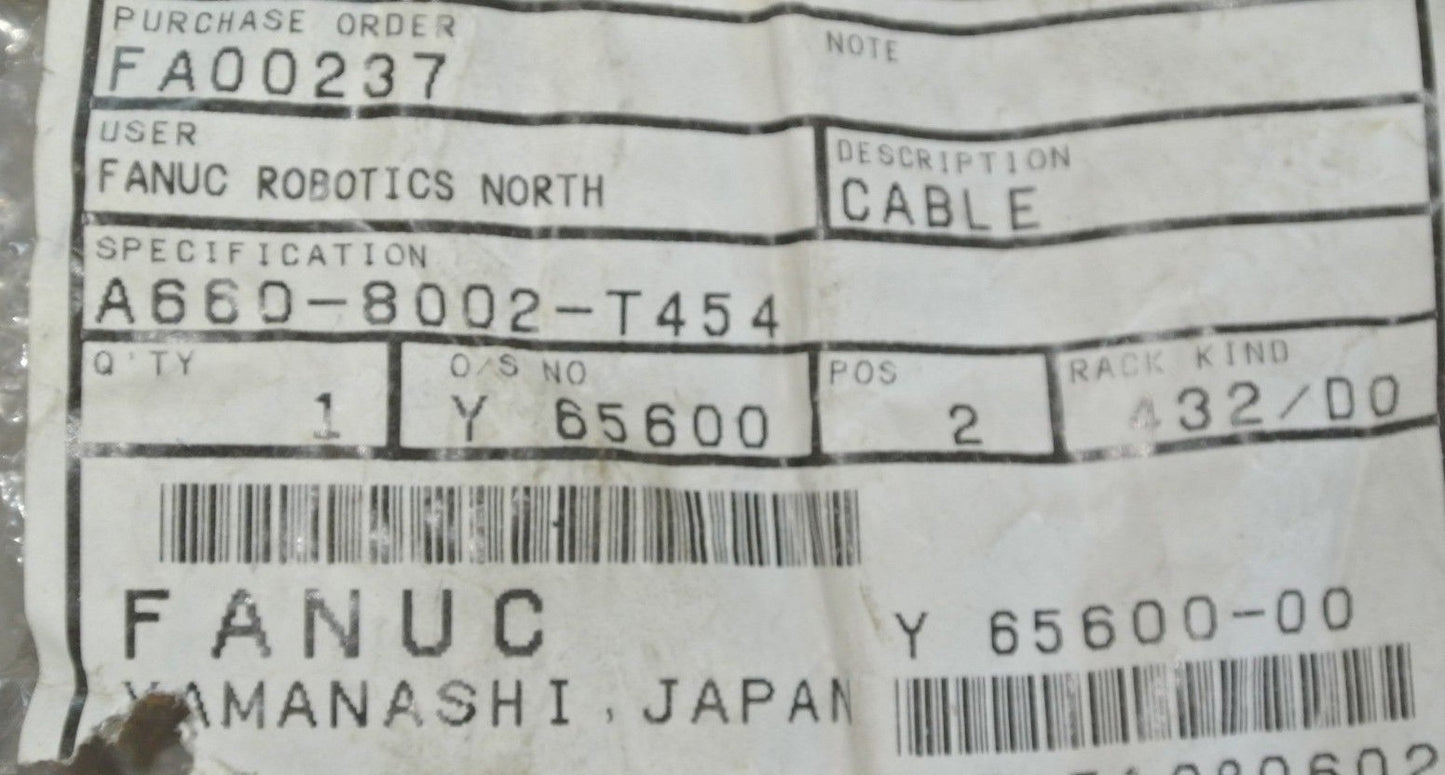 PURCHASE ORDER
NOTE
FA00237
USER
FANUC ROBOTICS NORTH
DESCRIPTION
CABLE
SPECIFICATION
A660-8002-T454
Q'TY
1
O/S NO
Y 65600
POS
2
RACK KIND
432/D0
FANUC
YAMANASHI, JAPAN
Y 65600-00